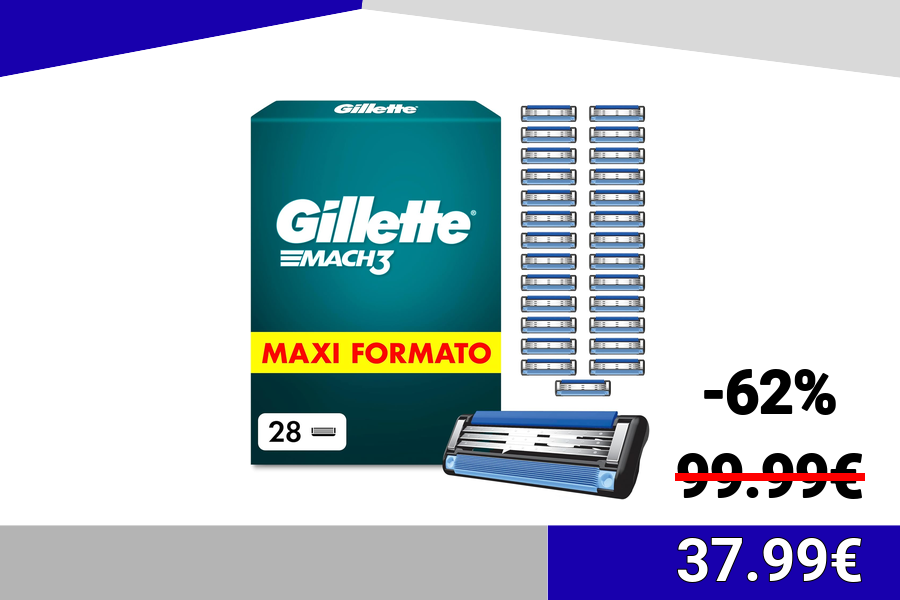 Gillette
Gillette®
MACH3
MAXI FORMATO
28
-62%
99.99€
37.99€